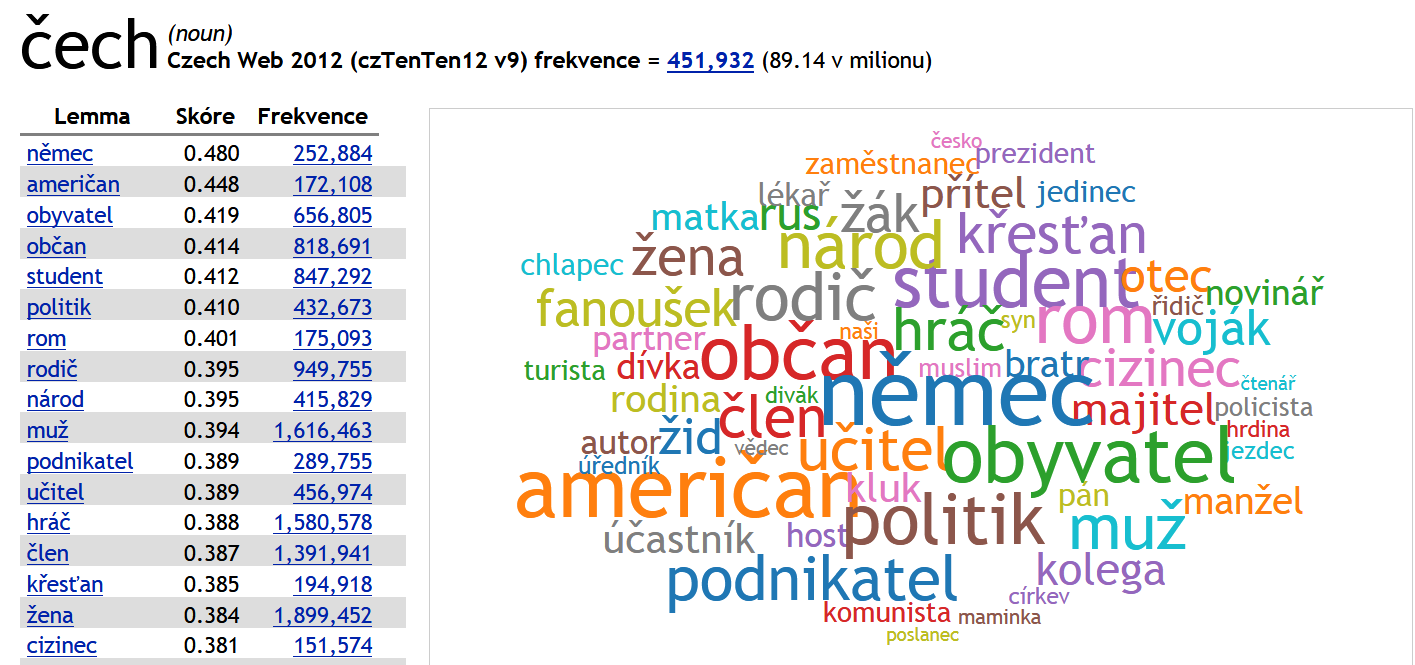 čech (noun)
Czech Web 2012 (czTenTen12 v9) frekvence = 451,932 (89.14 v milionu)
Lemma Skóre Frekvence
němec 0.480 252,884
američan 0.448 172,108
obyvatel 0.419 656,805
občan 0.414 818,691
student 0.412 847,292
politik 0.410 432,673
rom 0.401 175,093
rodič 0.395 949,755
národ 0.395 415,829
muž 0.394 1,616,463
podnikatel 0.389 289,755
učitel 0.389 456,974
hráč 0.388 1,580,578
člen 0.387 1,391,941
křesťan 0.385 194,918
žena 0.384 1,899,452
cizinec 0.381 151,574
česko
zaměstnanec prezident
lékař přítel jedinec
matka rus žák
žena národ křesťan
chlapec student otec
fanoušek rodič řidič novinář
partner naši hráč syn rom voják
turista dívka občan muslim bratr cizinec čtenář
rodina divák němec
člen majitel policista
autor žid vědec učitel obyvatel hrdina
úředník jezdec
američan kluk pán manžel
účastník host politik muž
podnikatel kolega
církev
komunista maminka
poslanec